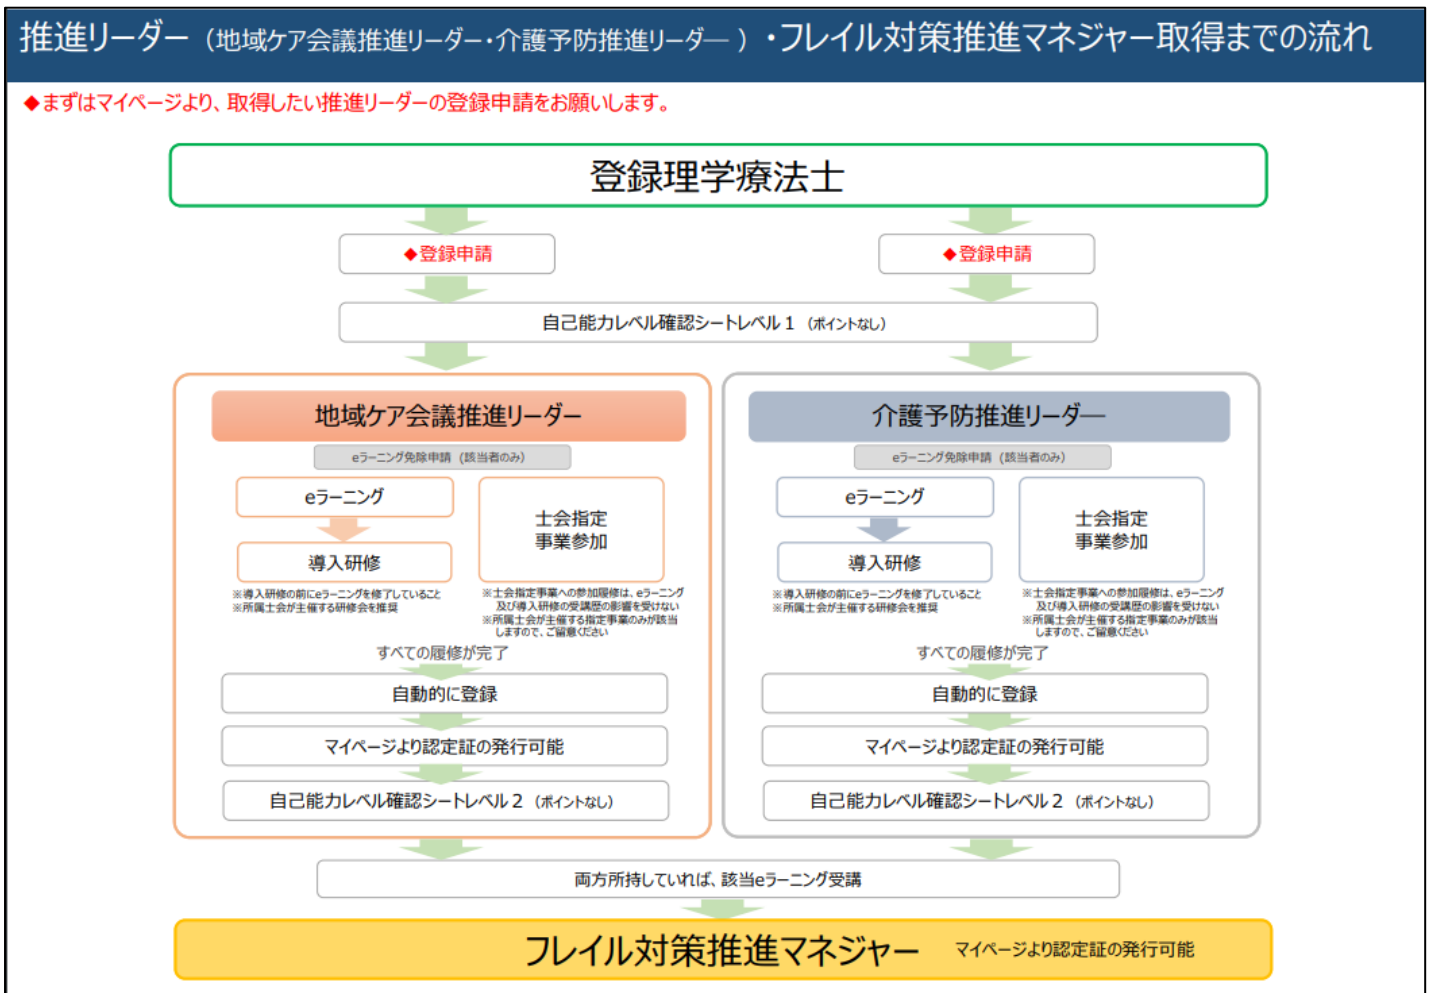 推進リーダー（地域ケア会議推進リーダー・介護予防推進リーダ―）・フレイル対策推進マネジャー取得までの流れ
◆まずはマイページより、取得したい推進リーダーの登録申請をお願いします。
登録理学療法士
◆登録申請
◆登録申請
自己能力レベル確認シートレベル１（ポイントなし）
地域ケア会議推進リーダー
eラーニング免除申請（該当者のみ）
eラーニング
導入研修
※導入研修の前にeラーニングを修了していること
※所属士会が主催する研修会を推奨
士会指定
事業参加
※士会指定事業への参加履修は、eラーニング
及び導入研修の受講歴の影響を受けない
※所属士会が主催する指定事業のみが該当
しますので、ご留意ください
すべての履修が完了
自動的に登録
マイページより認定証の発行可能
自己能力レベル確認シートレベル２（ポイントなし）
介護予防推進リーダ―
eラーニング免除申請（該当者のみ）
eラーニング
導入研修
※導入研修の前にeラーニングを修了していること
※所属士会が主催する研修会を推奨
士会指定
事業参加
※士会指定事業への参加履修は、eラーニング
及び導入研修の受講歴の影響を受けない
※所属士会が主催する指定事業のみが該当
しますので、ご留意ください
すべての履修が完了
自動的に登録
マイページより認定証の発行可能
自己能力レベル確認シートレベル２（ポイントなし）
両方所持していれば、該当eラーニング受講
フレイル対策推進マネジャー マイページより認定証の発行可能